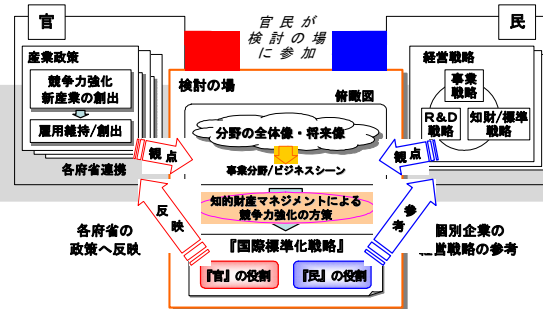 官
官民が
検討の場
に参加
民
産業政策
競争力強化
新産業の創出
雇用維持/創出
各府省連携
検討の場
俯瞰図
分野の全体像・将来像
事業分野/ビジネスシーン
知的財産マネジメントによる
競争力強化の方策
『国際標準化戦略』
『官』の役割
『民』の役割
経営戦略
事業
戦略
R&D
戦略
知財/標準
戦略
観点
観点
反映
参考
各府省の
政策へ反映
個別企業の
経営戦略の参考